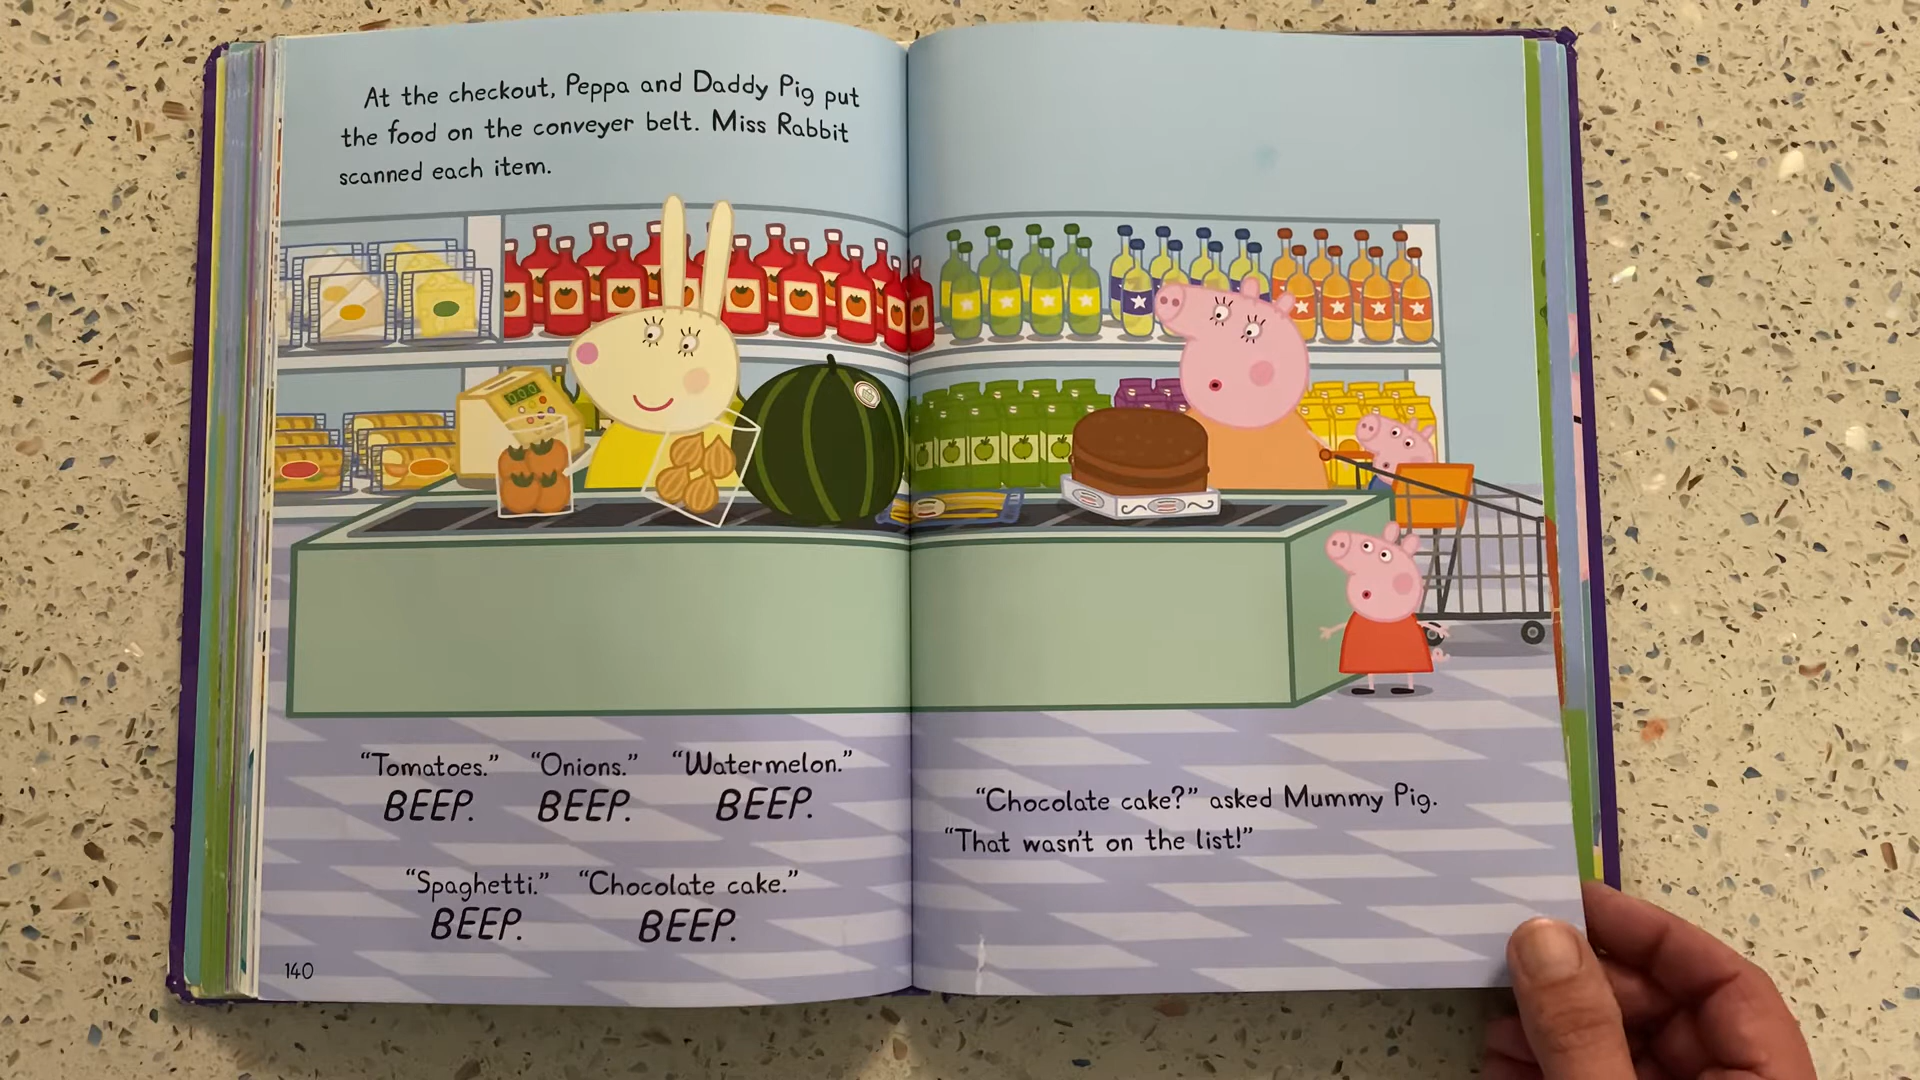 At the checkout, Peppa and Daddy Pig put
the food on the conveyer belt. Miss Rabbit
scanned each item.
"Tomatoes." "Onions." "Watermelon."
BEEP. BEEP. BEEP.
"Spaghetti." "Chocolate cake."
BEEP. BEEP.
140
"Chocolate cake?" asked Mummy Pig.
"That wasn't on the list!"